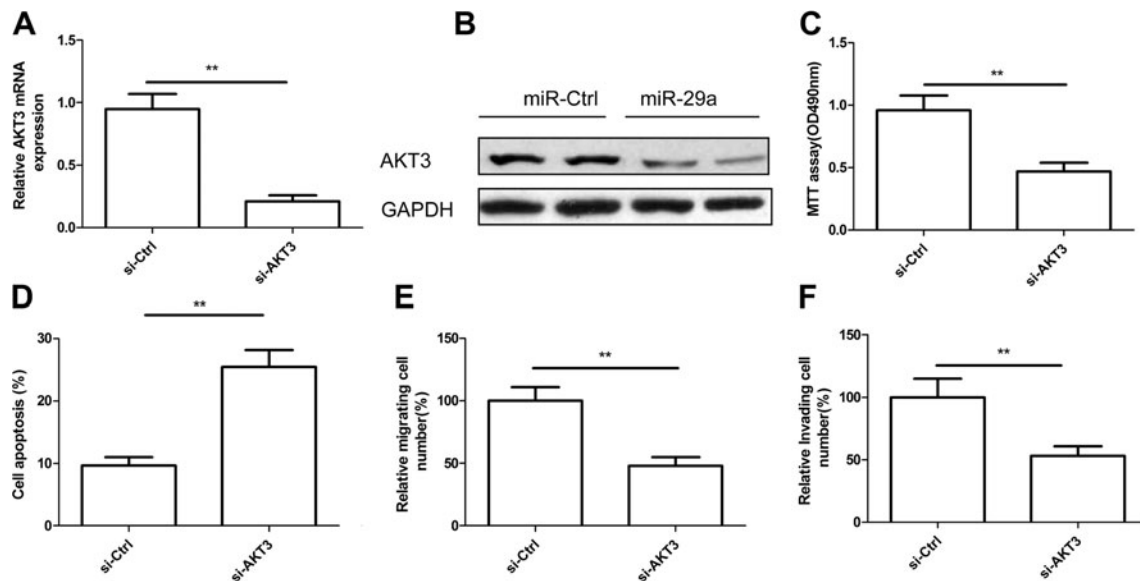 A
Relative AKT3 mRNA
expression
1.5
1.0
0.5
0.0
**
si-Ctrl
si-AKT3
B
miR-Ctrl
miR-29a
AKT3
GAPDH
C
MTT assay(OD490nm)
1.5
1.0
0.5
0.0
**
si-Ctrl
si-AKT3
D
Cell apoptosis (%)
30
20
10
0
**
si-Ctrl
si-AKT3
E
Relative migrating cell
number(%)
150
100
50
0
**
si-Ctrl
si-AKT3
F
Relative Invading cell
number(%)
150
100
50
0
**
si-Ctrl
si-AKT3